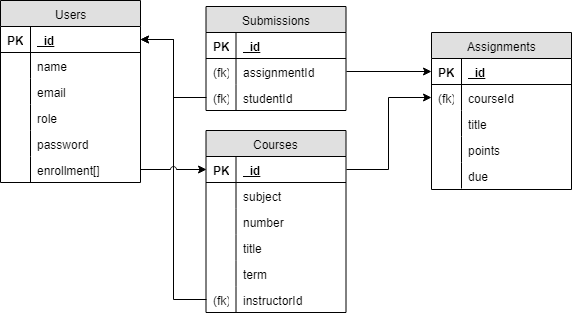 Users
PK _id
name
email
role
password
enrollment[]
Submissions
PK _id
(fk) assignmentId
(fk) studentId
Courses
PK _id
subject
number
title
term
(fk) instructorId
Assignments
PK _id
(fk) courseId
title
points
due